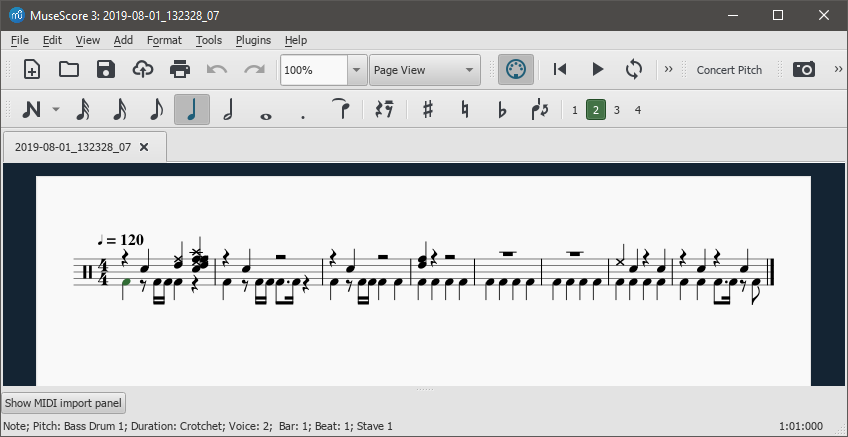 MuseScore 3: 2019-08-01_132328_07
File Edit View Add Format Tools Plugins Help
100% Page View Concert Pitch
1 2 3 4
2019-08-01_132328_07
= 120
4
4
Show MIDI import panel
Note; Pitch: Bass Drum 1; Duration: Crotchet; Voice: 2; Bar: 1; Beat: 1; Stave 1 1:01:000